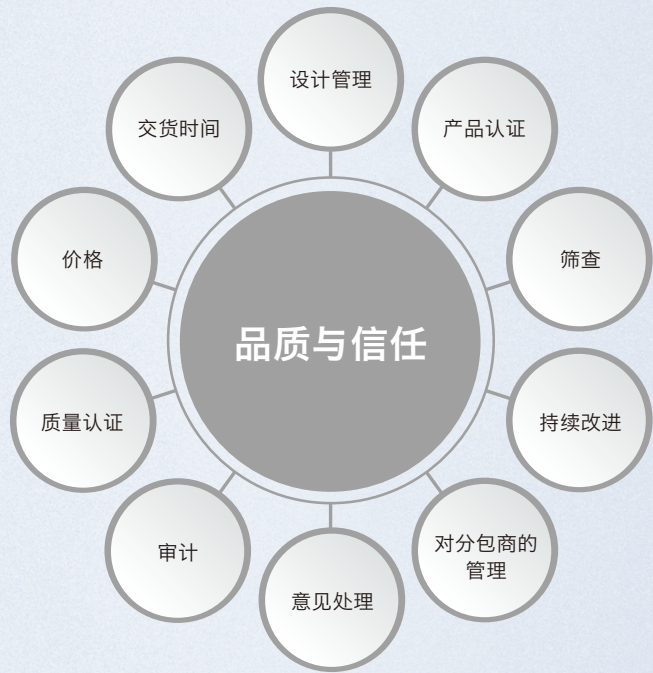 设计管理
产品认证
筛查
持续改进
对分包商的
管理
意见处理
审计
质量认证
价格
交货时间
品质与信任